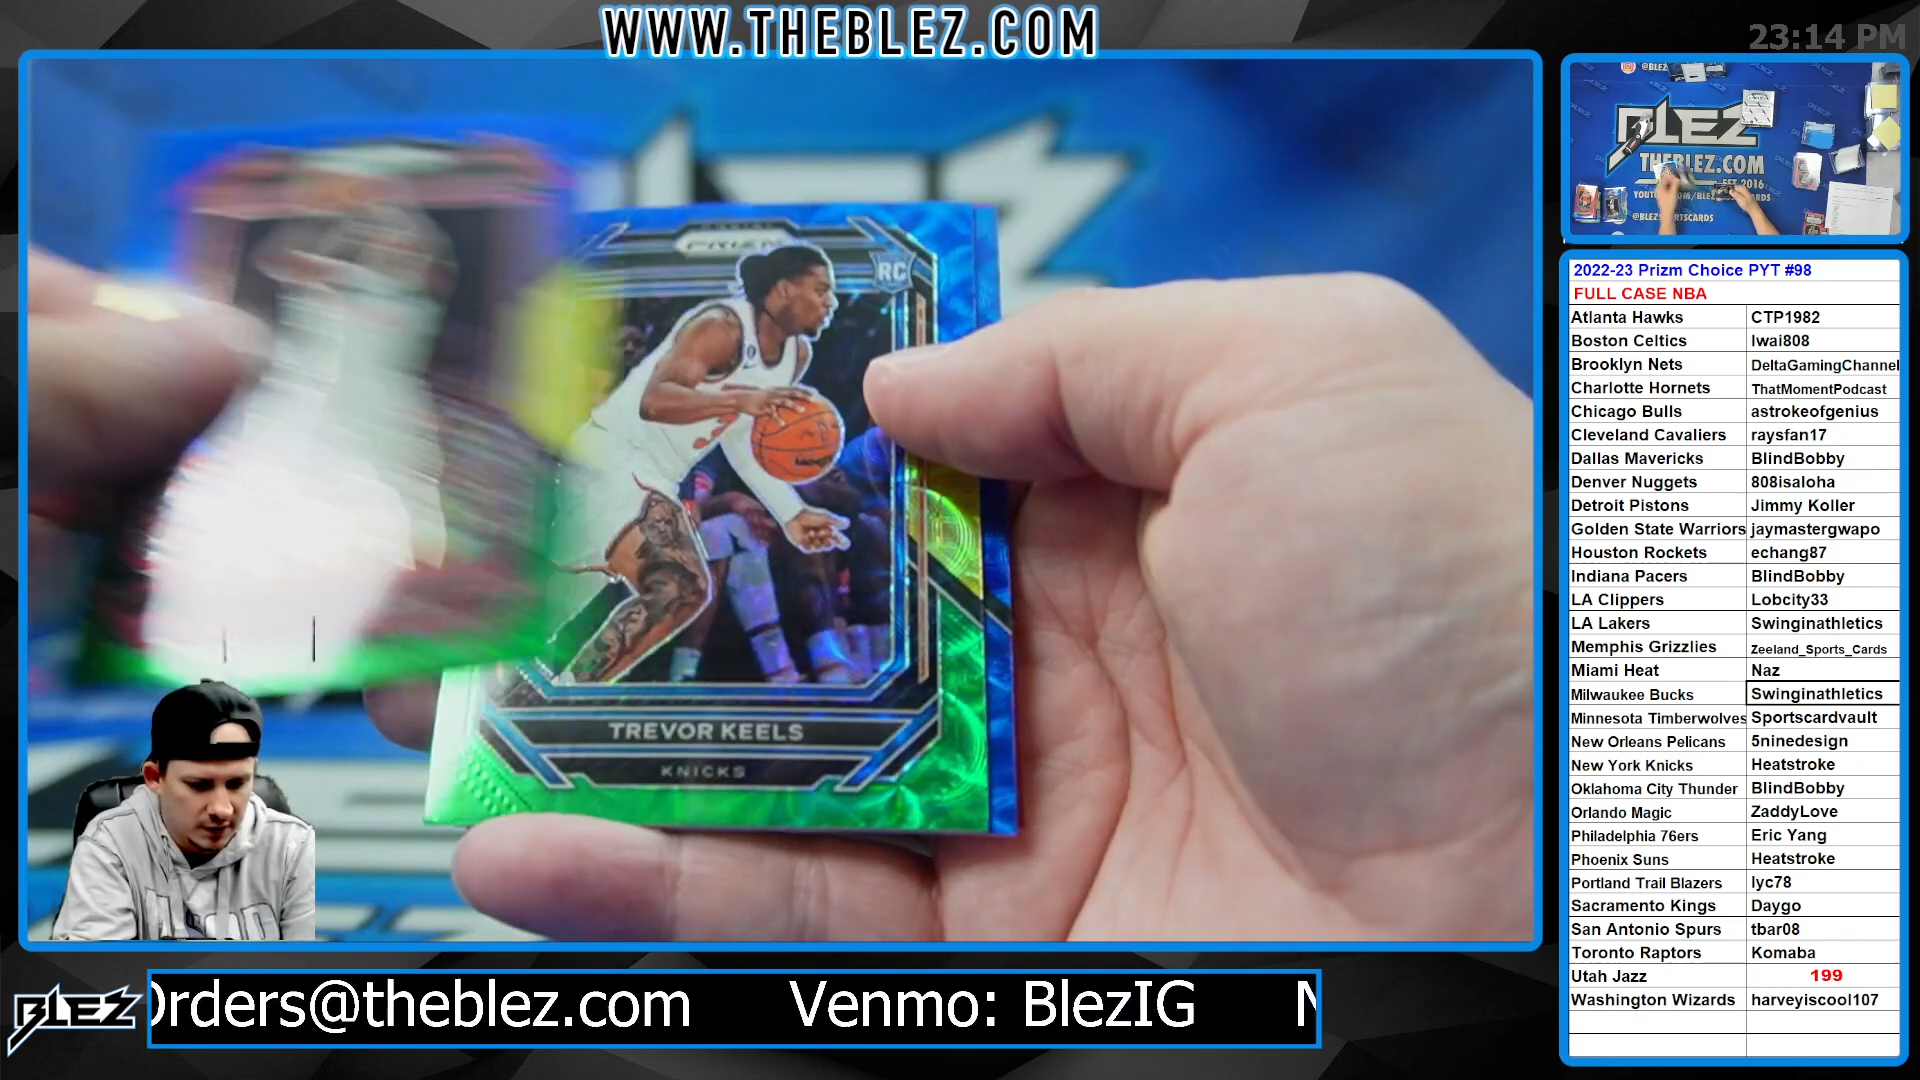 WWW.THEBLEZ.COM
23:14 PM
@BLEZ
BLEZ
THEBLEZ.COM
PRIZM
RC
TREVOR KEELS
KNICKS
2022-23 Prizm Choice PYT #98
FULL CASE NBA
Atlanta Hawks CTP1982
Boston Celtics Iwai808
Brooklyn Nets DeltaGamingChannel
Charlotte Hornets ThatMomentPodcast
Chicago Bulls astrokeofgenius
Cleveland Cavaliers raysfan17
Dallas Mavericks BlindBobby
Denver Nuggets 808isaloha
Detroit Pistons Jimmy Koller
Golden State Warriors jaymastergwapo
Houston Rockets echang87
Indiana Pacers BlindBobby
LA Clippers Lobcity33
LA Lakers Swinginathletics
Memphis Grizzlies Zeeland_Sports_Cards
Miami Heat Naz
Milwaukee Bucks Swinginathletics
Minnesota Timberwolves Sportscardvault
New Orleans Pelicans 5ninedesign
New York Knicks Heatstroke
Oklahoma City Thunder BlindBobby
Orlando Magic ZaddyLove
Philadelphia 76ers Eric Yang
Phoenix Suns Heatstroke
Portland Trail Blazers lyc78
Sacramento Kings Daygo
San Antonio Spurs tbar08
Toronto Raptors Komaba
Utah Jazz 199
Washington Wizards harveyiscool107
BLEZ
Orders@theblez.com Venmo: BlezIG